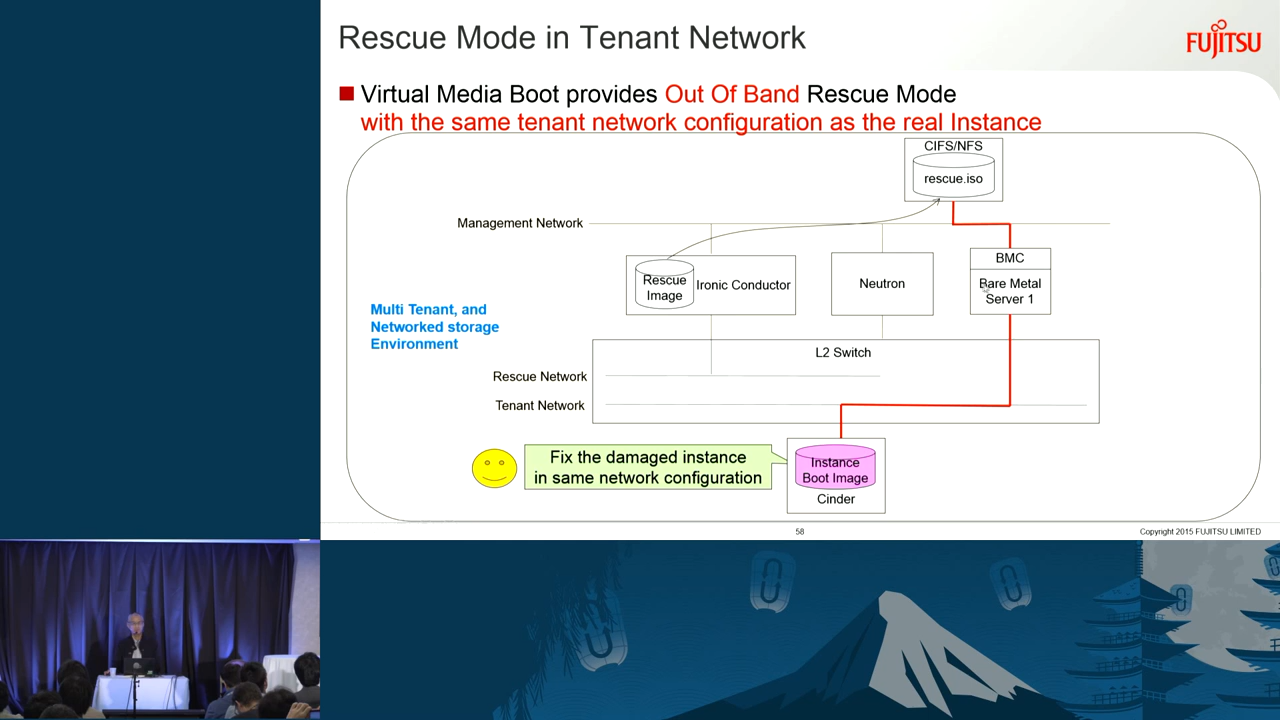 Rescue Mode in Tenant Network
FUJITSU
Virtual Media Boot provides Out Of Band Rescue Mode
with the same tenant network configuration as the real Instance
CIFS/NFS
rescue.iso
Management Network
BMC
Rescue
Image
Ironic Conductor
Neutron
Bare Metal
Server 1
Multi Tenant, and
Networked storage
Environment
L2 Switch
Rescue Network
Tenant Network
Fix the damaged instance
in same network configuration
Instance
Boot Image
Cinder
58
Copyright 2015 FUJITSU LIMITED